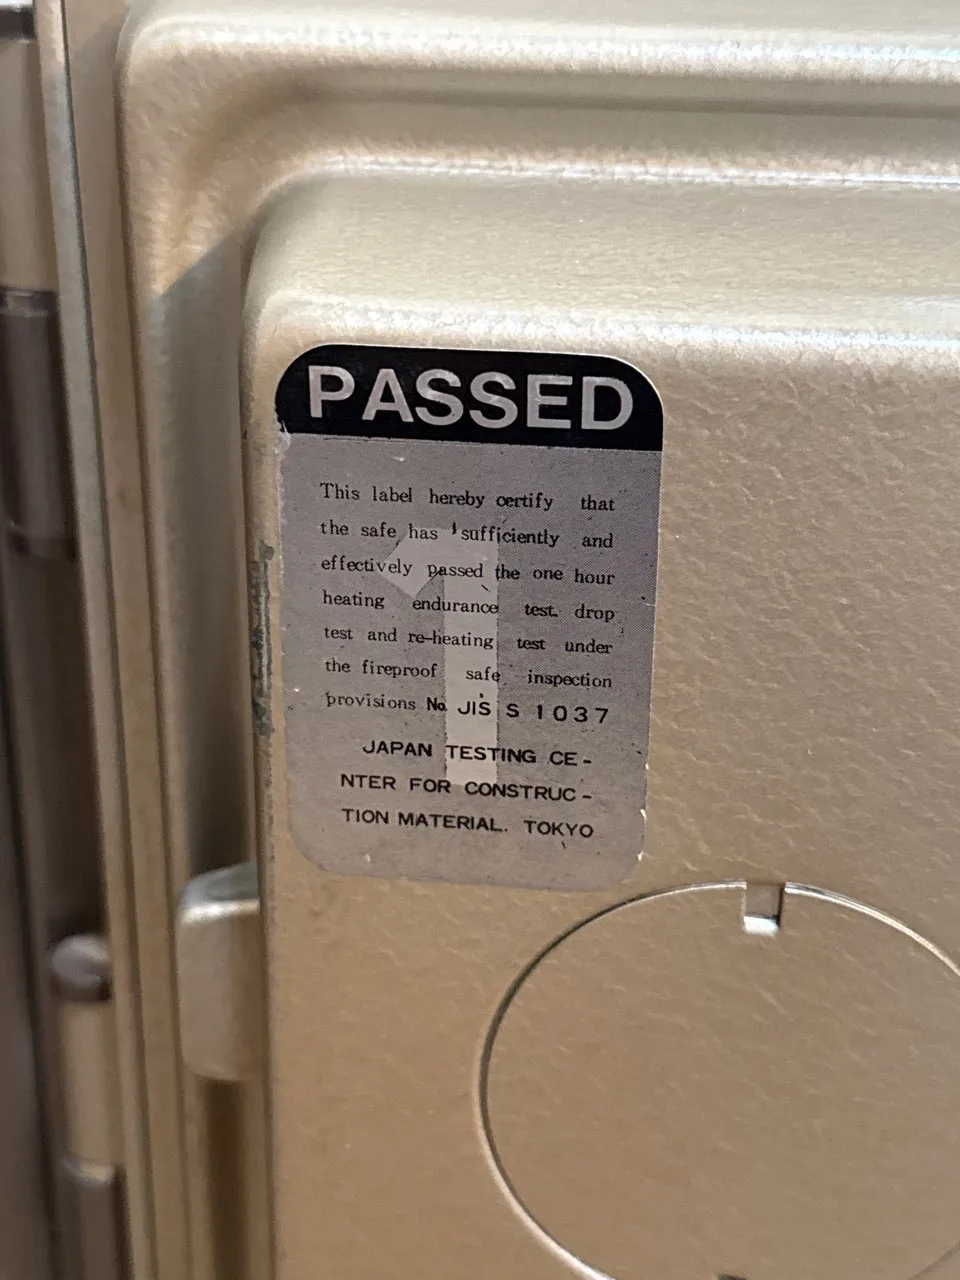 PASSED
This label hereby certify that
the safe has sufficiently and
effectively passed the one hour
heating endurance test. drop
test and re-heating test under
the fireproof safe inspection
provisions No. JIS S 1037
JAPAN TESTING CE-
NTER FOR CONSTRUC-
TION MATERIAL. TOKYO
1